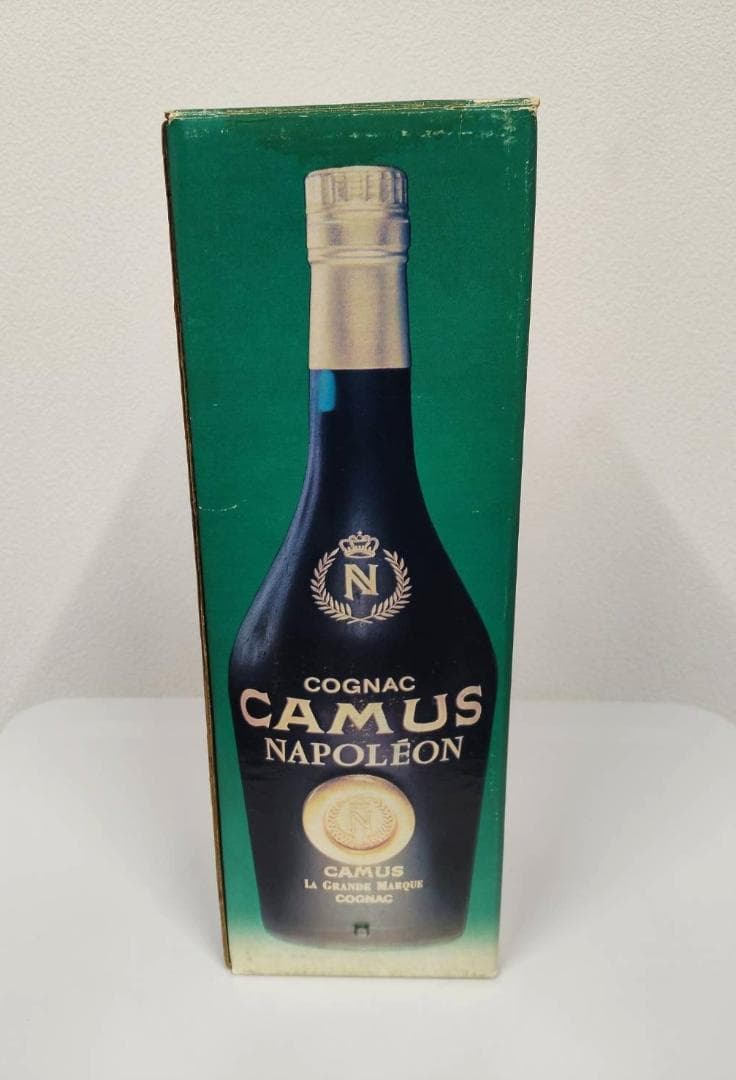 N
COGNAC
CAMUS
NAPOLÉON
N
CAMUS
LA GRANDE MARQUE
COGNAC